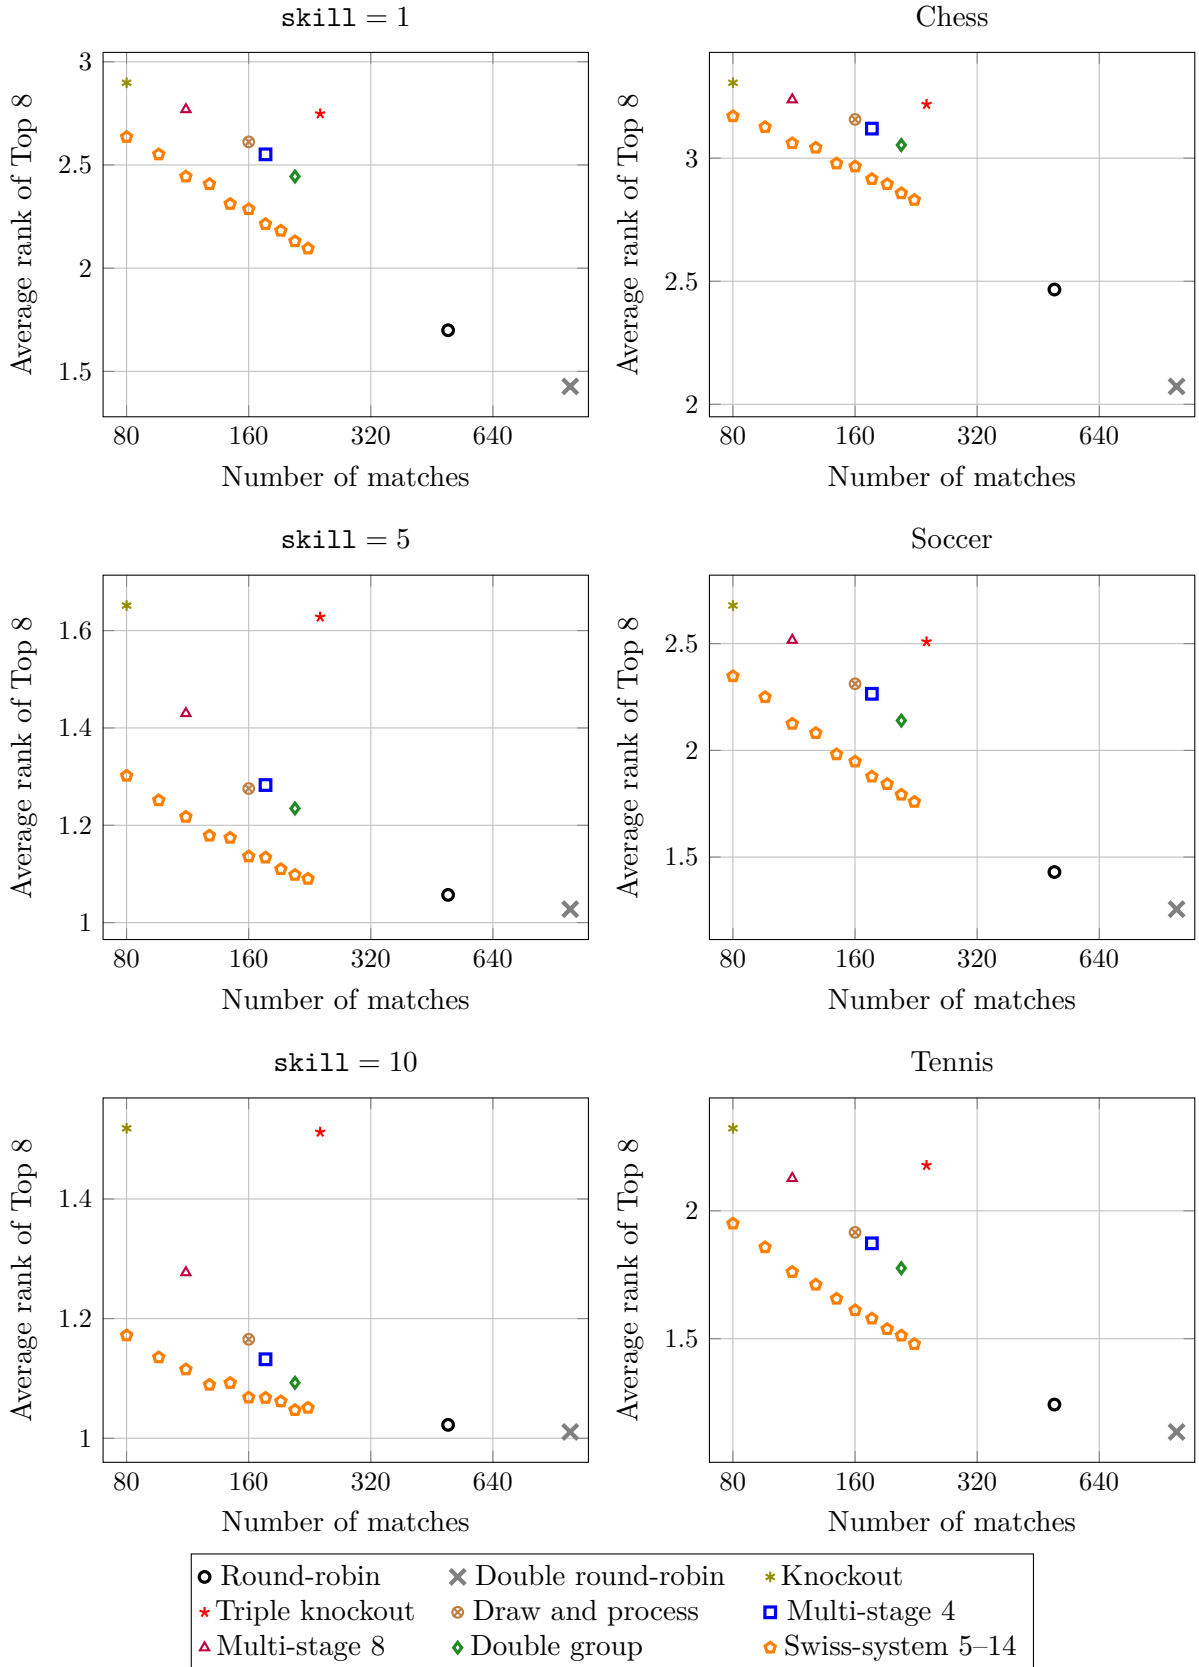 skill = 1
Average rank of Top 8
3
2.5
2
1.5
80 160 320 640
Number of matches
Chess
Average rank of Top 8
3
2.5
2
80 160 320 640
Number of matches
skill = 5
Average rank of Top 8
1.6
1.4
1.2
1
80 160 320 640
Number of matches
Soccer
Average rank of Top 8
2.5
2
1.5
80 160 320 640
Number of matches
skill = 10
Average rank of Top 8
1.4
1.2
1
80 160 320 640
Number of matches
Tennis
Average rank of Top 8
2
1.5
80 160 320 640
Number of matches
Round-robin Double round-robin Knockout
Triple knockout Draw and process Multi-stage 4
Multi-stage 8 Double group Swiss-system 5–14